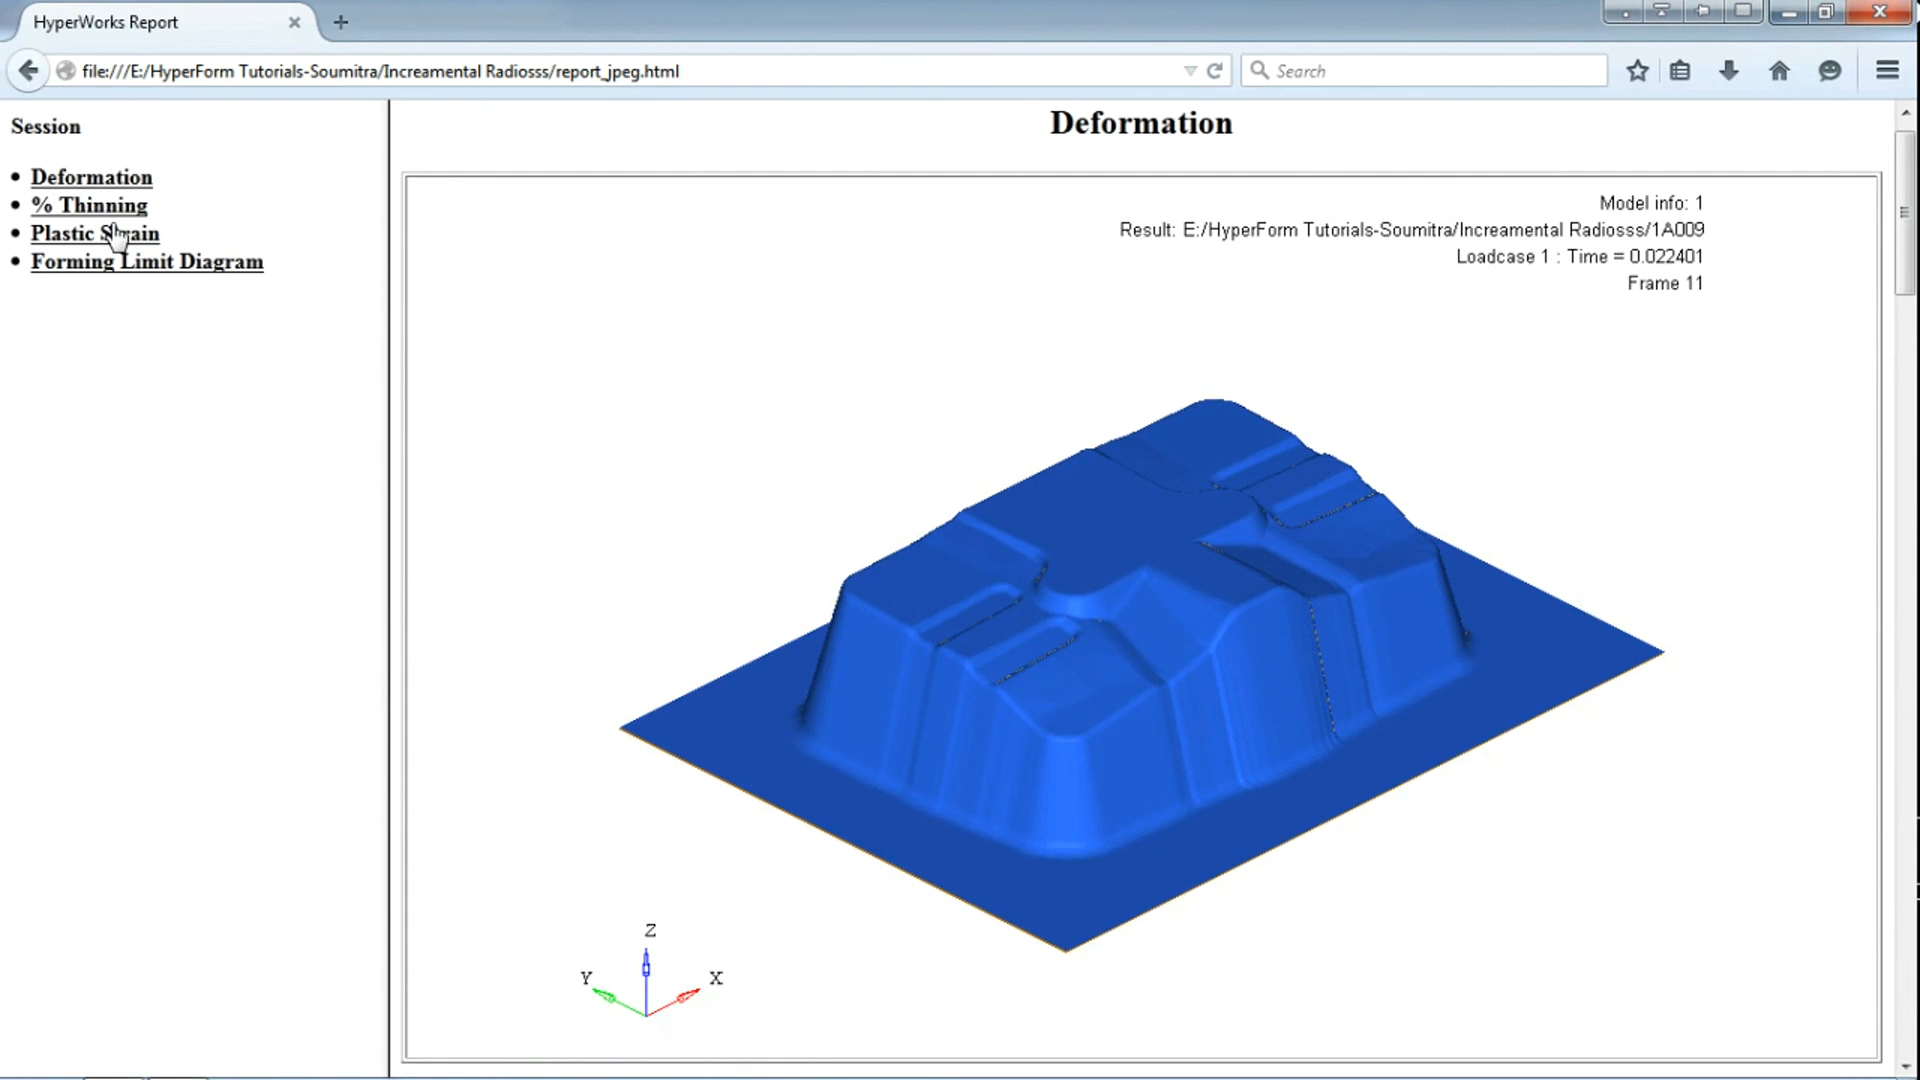 HyperWorks Report
file:///E:/HyperForm Tutorials-Soumitra/Increamental Radiosss/report_jpeg.html
Search
Session
Deformation
% Thinning
Plastic Strain
Forming Limit Diagram
Deformation
Model info: 1
Result: E:/HyperForm Tutorials-Soumitra/Increamental Radiosss/1A009
Loadcase 1 : Time = 0.022401
Frame 11
Z
Y
X